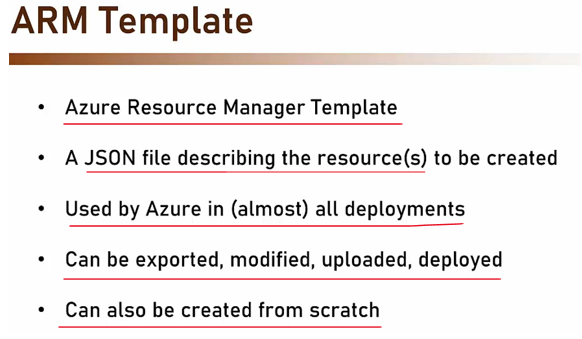 ARM Template
• Azure Resource Manager Template
• A JSON file describing the resource(s) to be created
• Used by Azure in (almost) all deployments
• Can be exported, modified, uploaded, deployed
• Can also be created from scratch